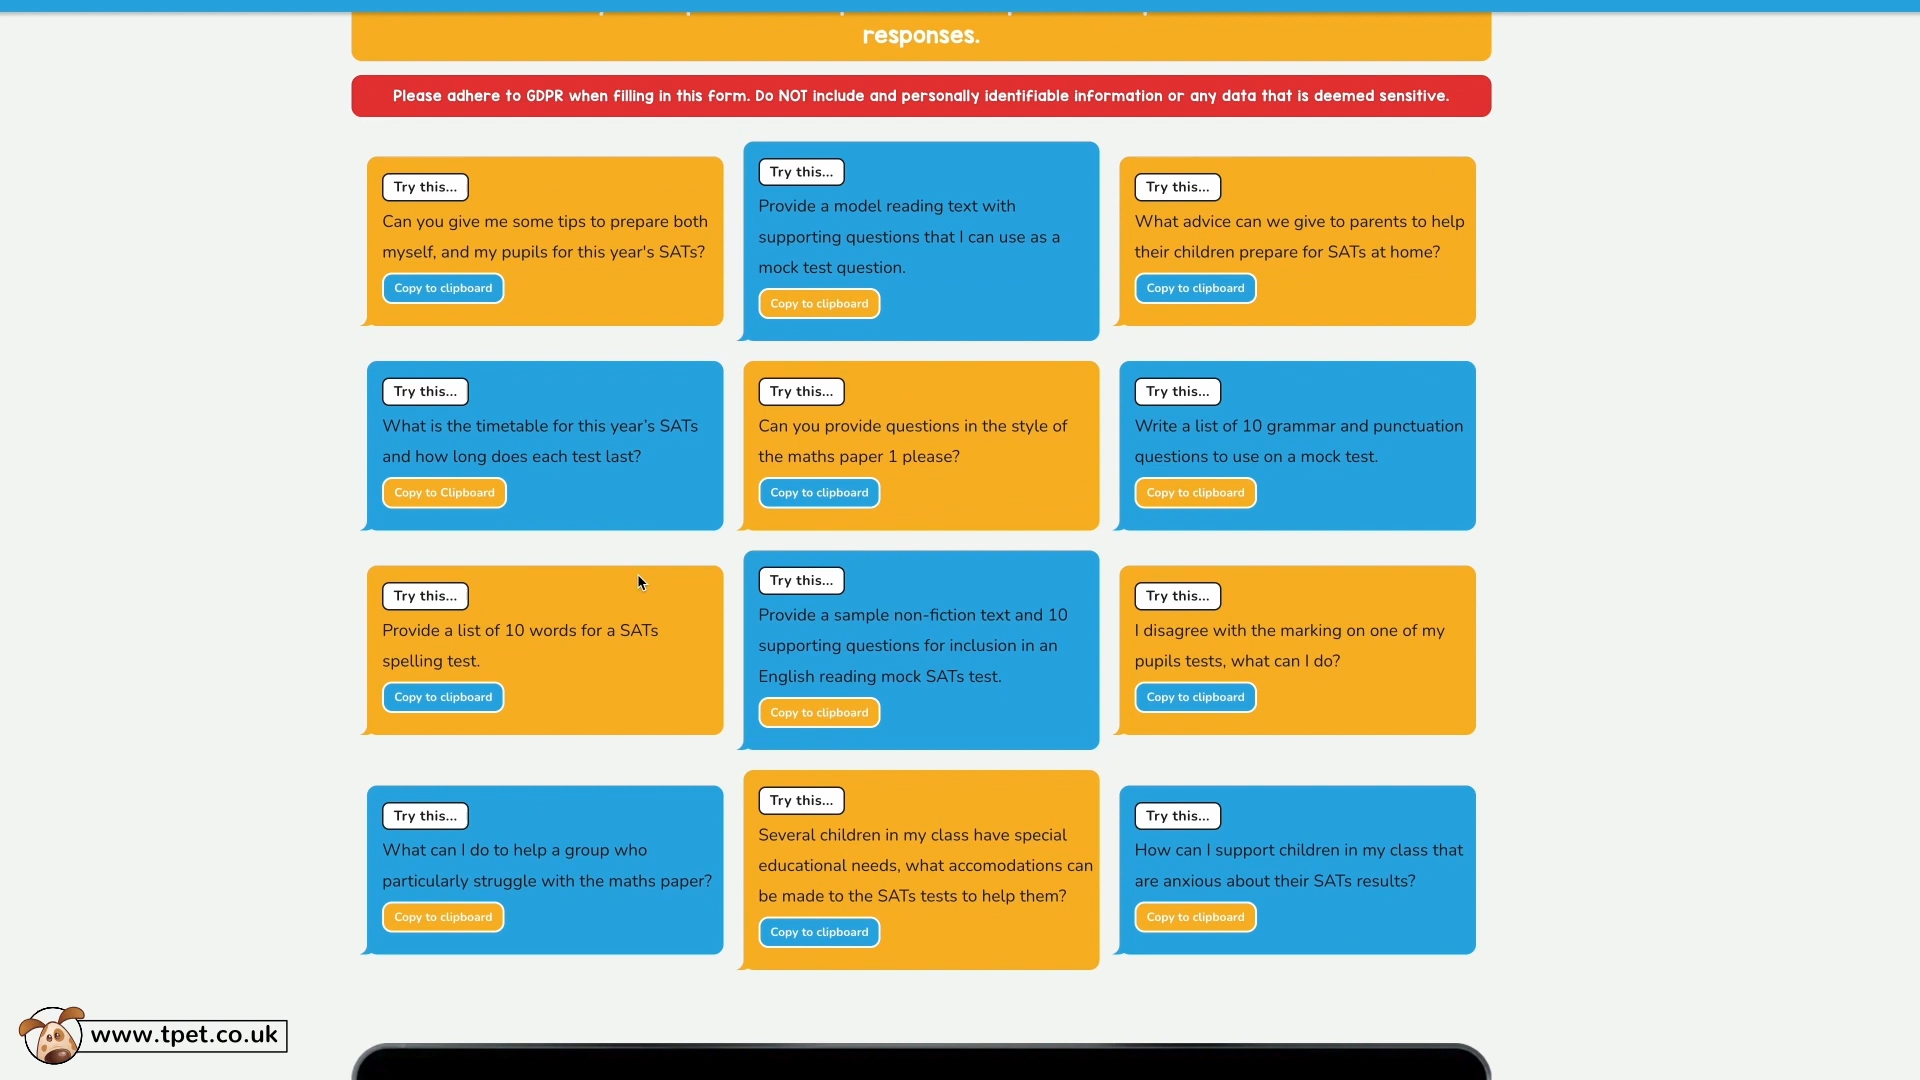 responses.
Please adhere to GDPR when filling in this form. Do NOT include and personally identifiable information or any data that is deemed sensitive.
Try this...
Can you give me some tips to prepare both
myself, and my pupils for this year's SATs?
Copy to clipboard
Try this...
Provide a model reading text with
supporting questions that I can use as a
mock test question.
Copy to clipboard
Try this...
What advice can we give to parents to help
their children prepare for SATs at home?
Copy to clipboard
Try this...
What is the timetable for this year’s SATs
and how long does each test last?
Copy to Clipboard
Try this...
Can you provide questions in the style of
the maths paper 1 please?
Copy to clipboard
Try this...
Write a list of 10 grammar and punctuation
questions to use on a mock test.
Copy to clipboard
Try this...
Provide a list of 10 words for a SATs
spelling test.
Copy to clipboard
Try this...
Provide a sample non-fiction text and 10
supporting questions for inclusion in an
English reading mock SATs test.
Copy to clipboard
Try this...
I disagree with the marking on one of my
pupils tests, what can I do?
Copy to clipboard
Try this...
What can I do to help a group who
particularly struggle with the maths paper?
Copy to clipboard
Try this...
Several children in my class have special
educational needs, what accomodations can
be made to the SATs tests to help them?
Copy to clipboard
Try this...
How can I support children in my class that
are anxious about their SATs results?
Copy to clipboard
www.tpet.co.uk